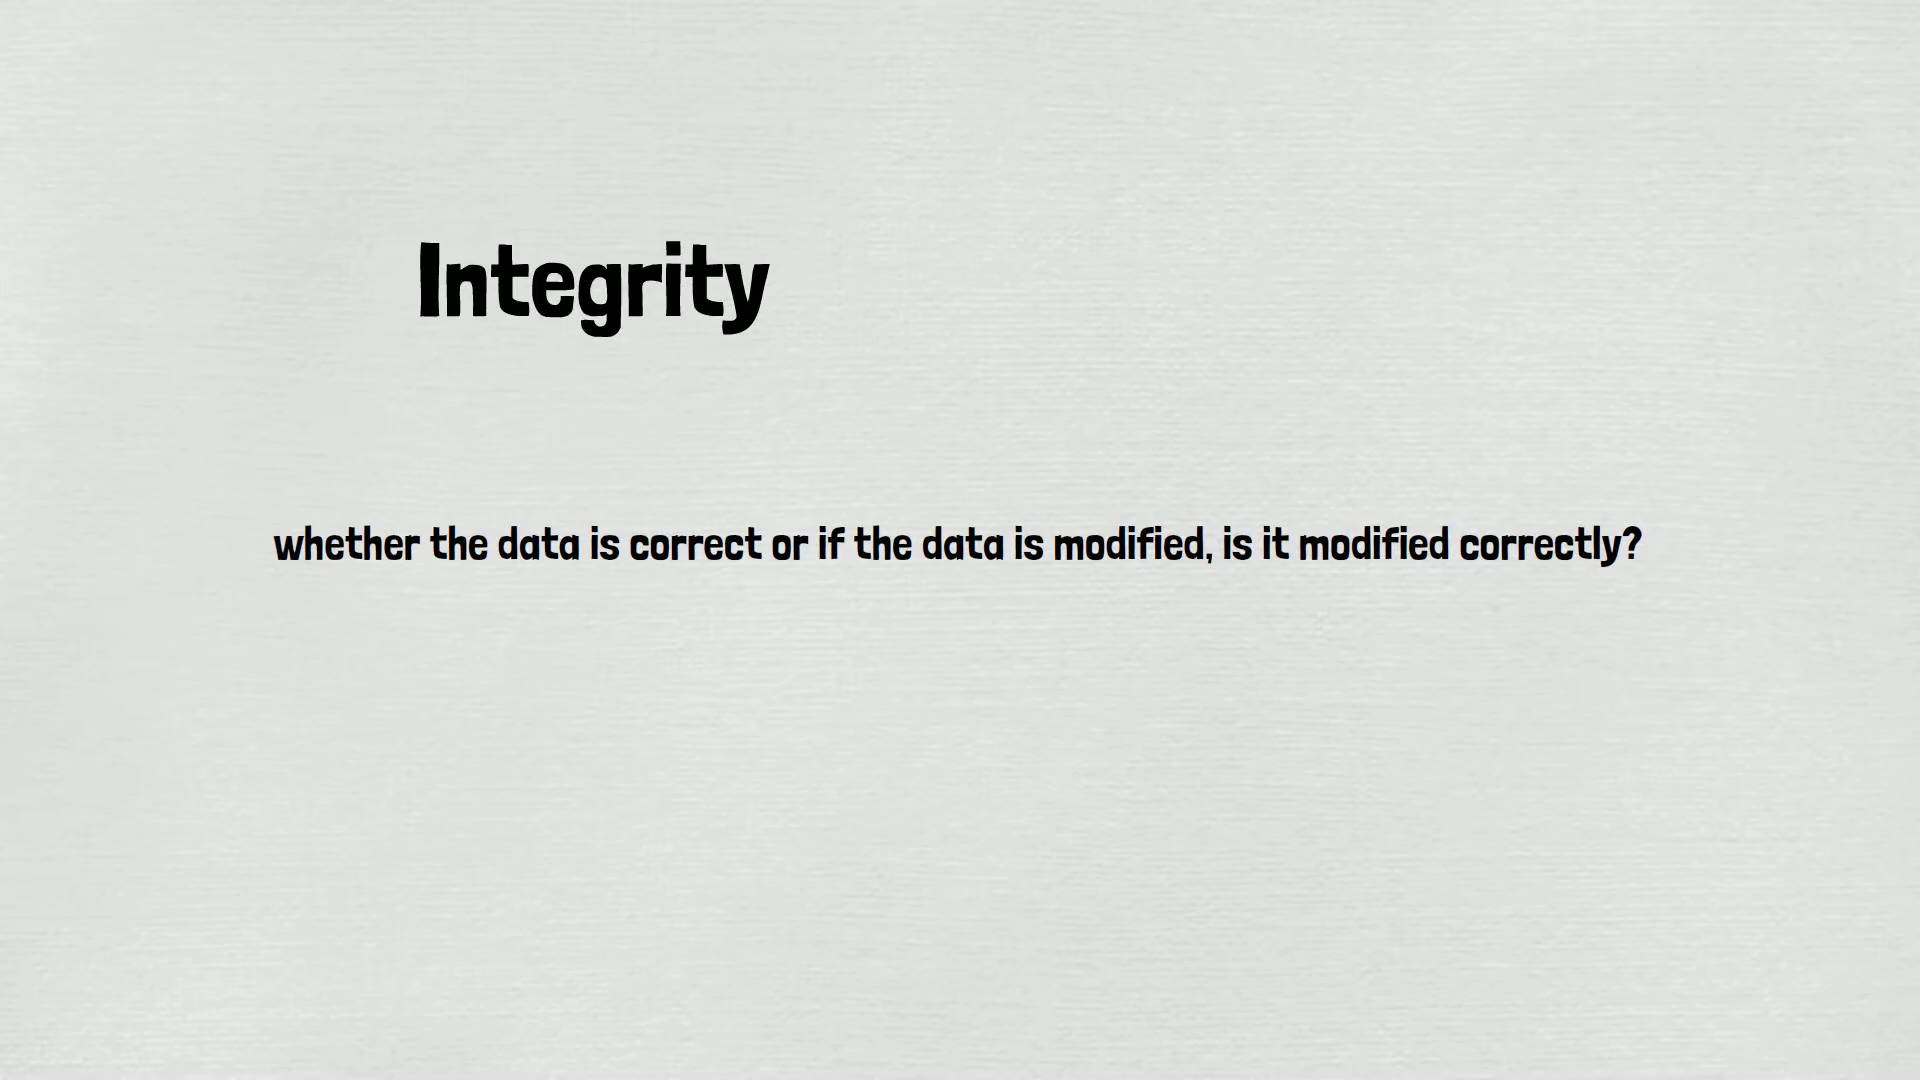 Integrity
whether the data is correct or if the data is modified, is it modified correctly?